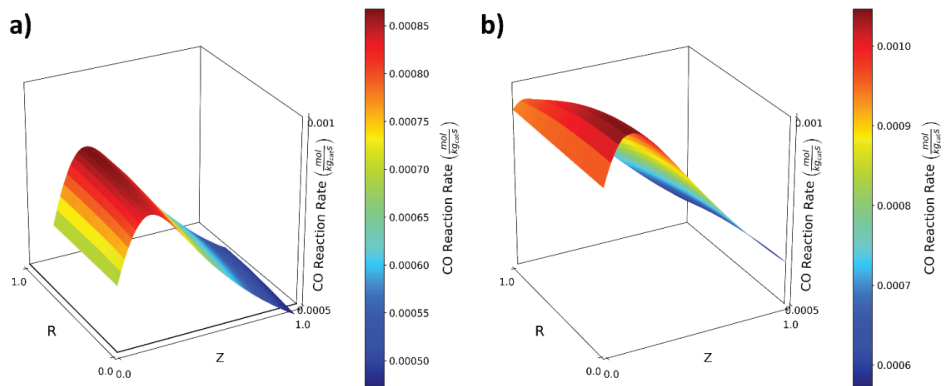 a)
0.001
0.0005
CO Reaction Rate (mol/kg_cat s)
1.0
R
0.0
0.0
Z
1.0
0.00085
0.00080
0.00075
0.00070
0.00065
0.00060
0.00055
0.00050
CO Reaction Rate (mol/kg_cat s)
b)
0.001
0.0005
CO Reaction Rate (mol/kg_cat s)
1.0
R
0.0
0.0
Z
1.0
0.0010
0.0009
0.0008
0.0007
0.0006
CO Reaction Rate (mol/kg_cat s)